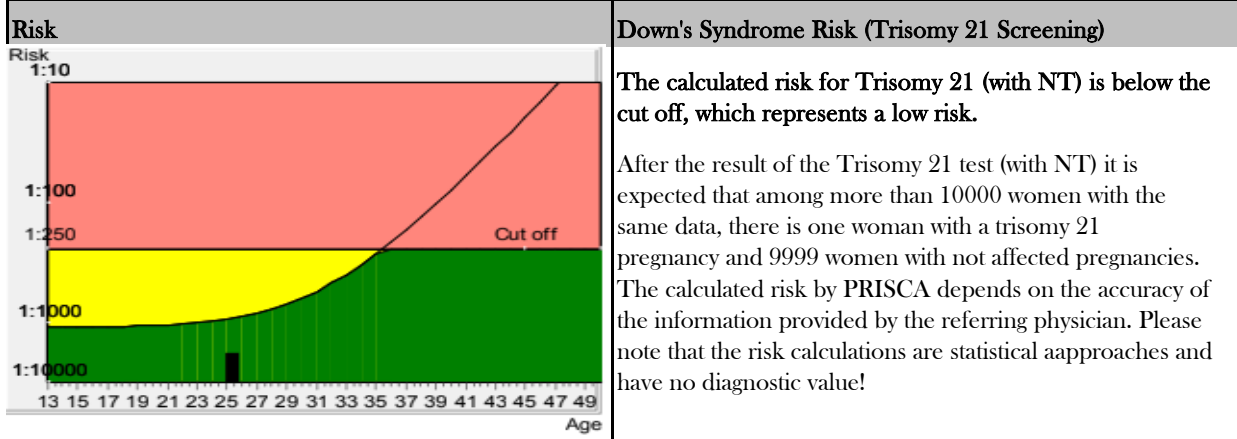 Risk
Risk
1:10
1:100
1:250
Cut off
1:1000
1:10000
13 15 17 19 21 23 25 27 29 31 33 35 37 39 41 43 45 47 49
Age
Down's Syndrome Risk (Trisomy 21 Screening)
The calculated risk for Trisomy 21 (with NT) is below the
cut off, which represents a low risk.
After the result of the Trisomy 21 test (with NT) it is
expected that among more than 10000 women with the
same data, there is one woman with a trisomy 21
pregnancy and 9999 women with not affected pregnancies.
The calculated risk by PRISCA depends on the accuracy of
the information provided by the referring physician. Please
note that the risk calculations are statistical aapproaches and
have no diagnostic value!